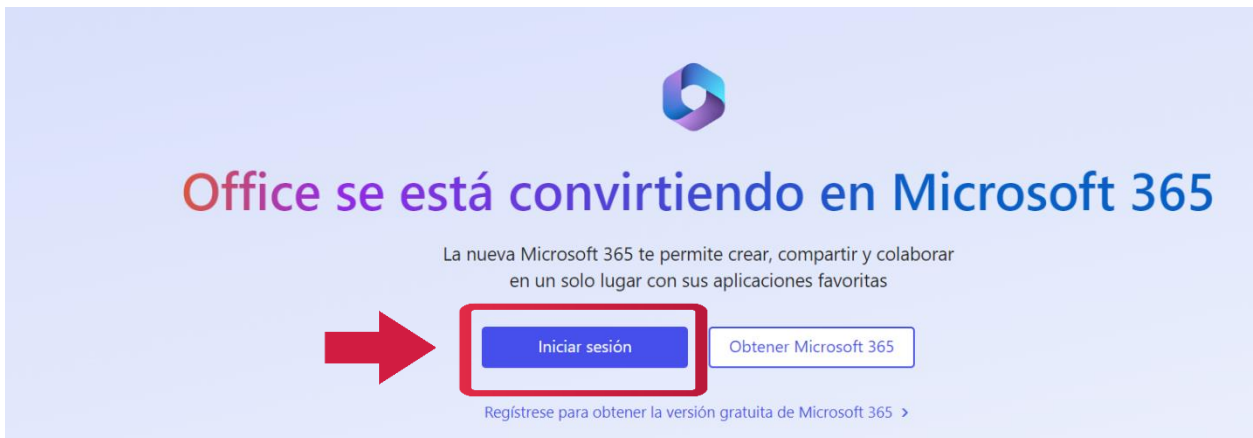 Office se está convirtiendo en Microsoft 365
La nueva Microsoft 365 te permite crear, compartir y colaborar
en un solo lugar con sus aplicaciones favoritas
Iniciar sesión
Obtener Microsoft 365
Regístrese para obtener la versión gratuita de Microsoft 365 >